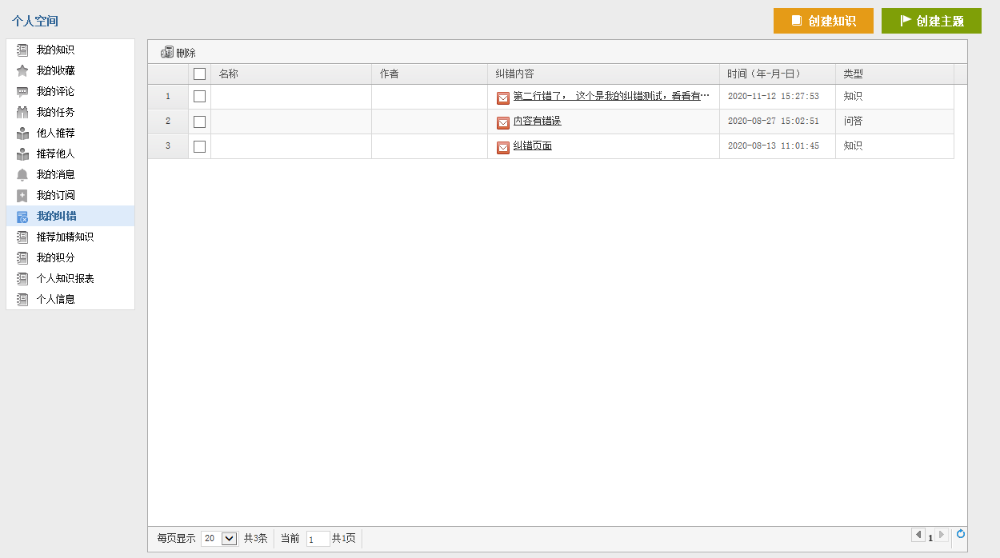 个人空间
创建知识
创建主题
我的知识
我的收藏
我的评论
我的任务
他人推荐
推荐他人
我的消息
我的订阅
我的纠错
推荐加精知识
我的积分
个人知识报表
个人信息
删除
名称 作者 纠错内容 时间（年-月-日） 类型
1 第二行错了， 这个是我的纠错测试，看看有… 2020-11-12 15:27:53 知识
2 内容有错误 2020-08-27 15:02:51 问答
3 纠错页面 2020-08-13 11:01:45 知识
每页显示 20 共3条 当前 1 共1页 1